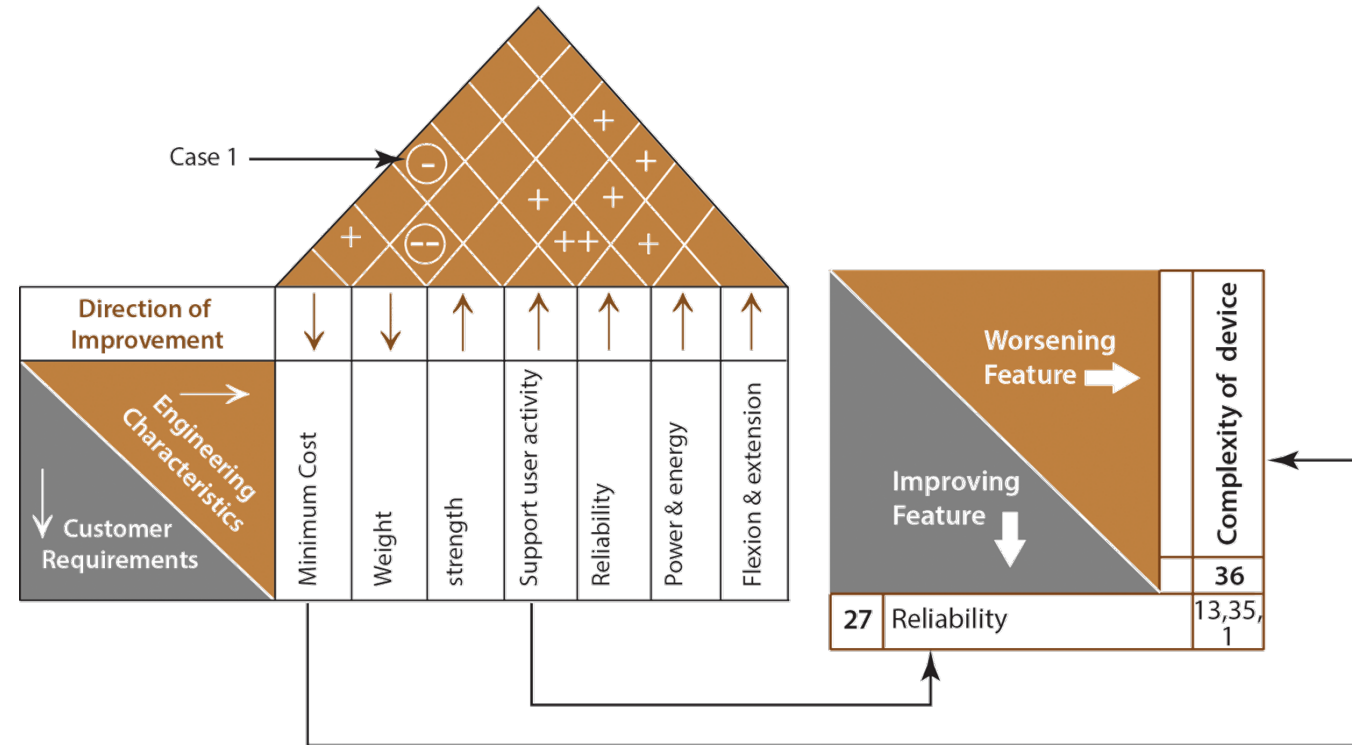 Case 1
+
-
+
+
--
+
+
+
++
+
Direction of
Improvement
Engineering
Characteristics
Customer
Requirements
Minimum Cost
Weight
strength
Support user activity
Reliability
Power & energy
Flexion & extension
Worsening
Feature
Improving
Feature
Complexity of device
36
27
Reliability
13,35,
1